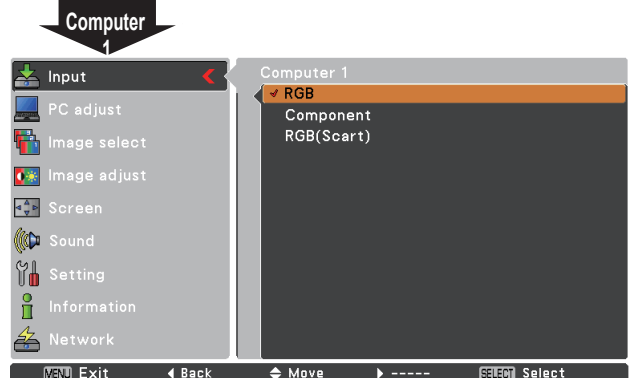 Computer
1
Input
PC adjust
Image select
Image adjust
Screen
Sound
Setting
Information
Network
Computer 1
RGB
Component
RGB(Scart)
MENU Exit
Back
Move
-----
SELECT Select